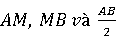 AM, MB và AB/2